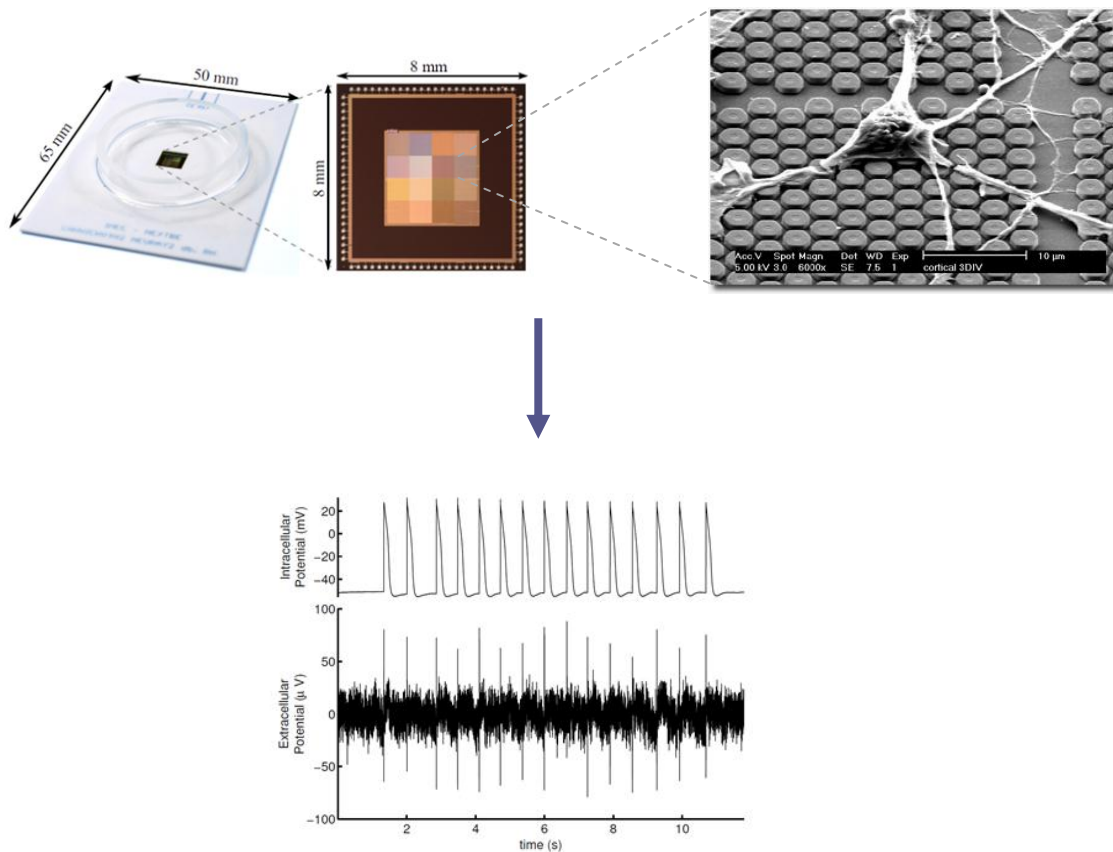 50 mm
65 mm
IMEC - NEXTBE
8 mm
8 mm
Acc.V Spot Magn Det WD Exp
5.00 kV 3.0 6000x SE 7.5 1 cortical 3DIV
10 µm
Intracellular
Potential (mV)
20
0
−20
−40
Extracellular
Potential (µ V)
100
50
0
−50
−100
2 4 6 8 10
time (s)